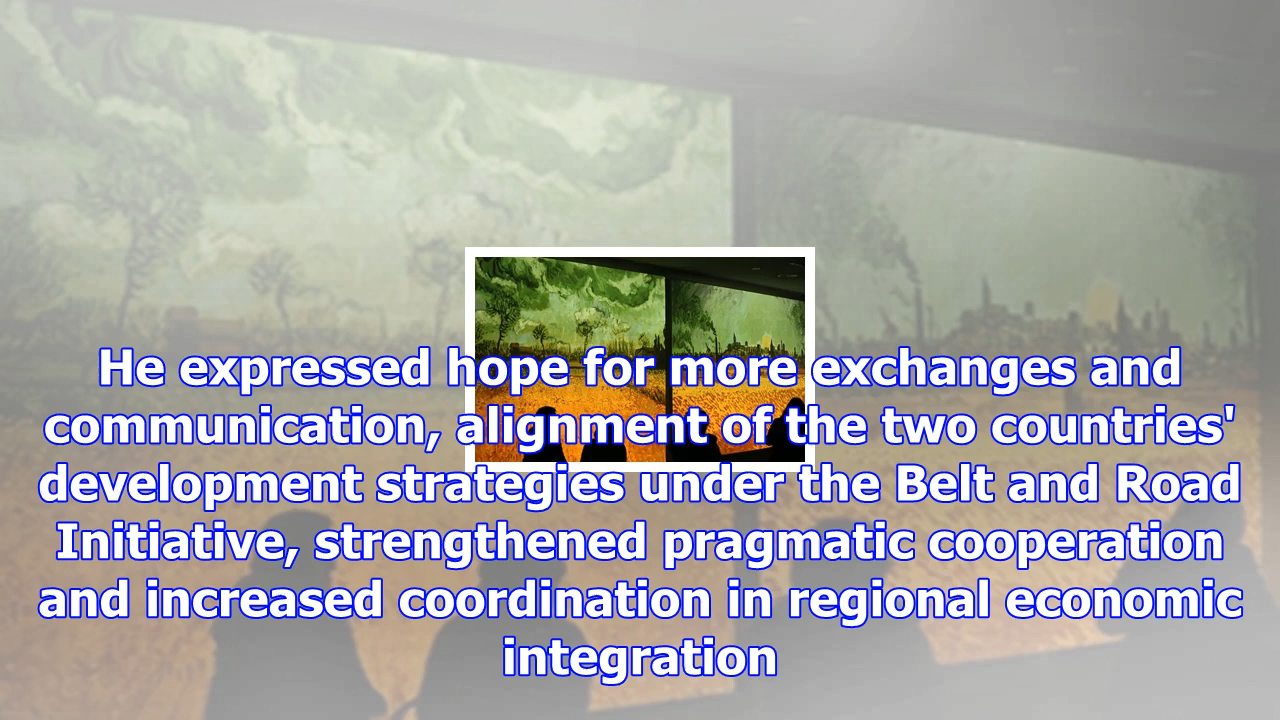 He expressed hope for more exchanges and
communication, alignment of the two countries'
development strategies under the Belt and Road
Initiative, strengthened pragmatic cooperation
and increased coordination in regional economic
integration